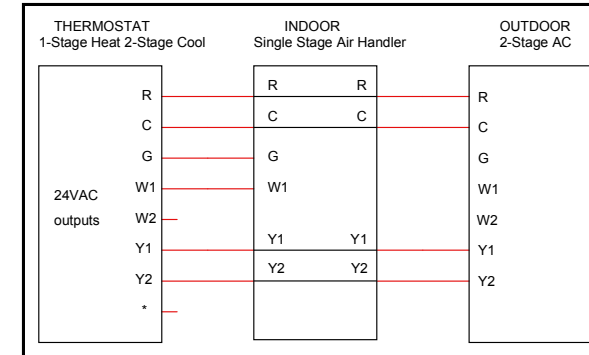 THERMOSTAT
1-Stage Heat 2-Stage Cool
INDOOR
Single Stage Air Handler
OUTDOOR
2-Stage AC
R
C
G
W1
W2
Y1
Y2
*
24VAC
outputs
R R
C C
G
W1
Y1 Y1
Y2 Y2
R
C
G
W1
W2
Y1
Y2